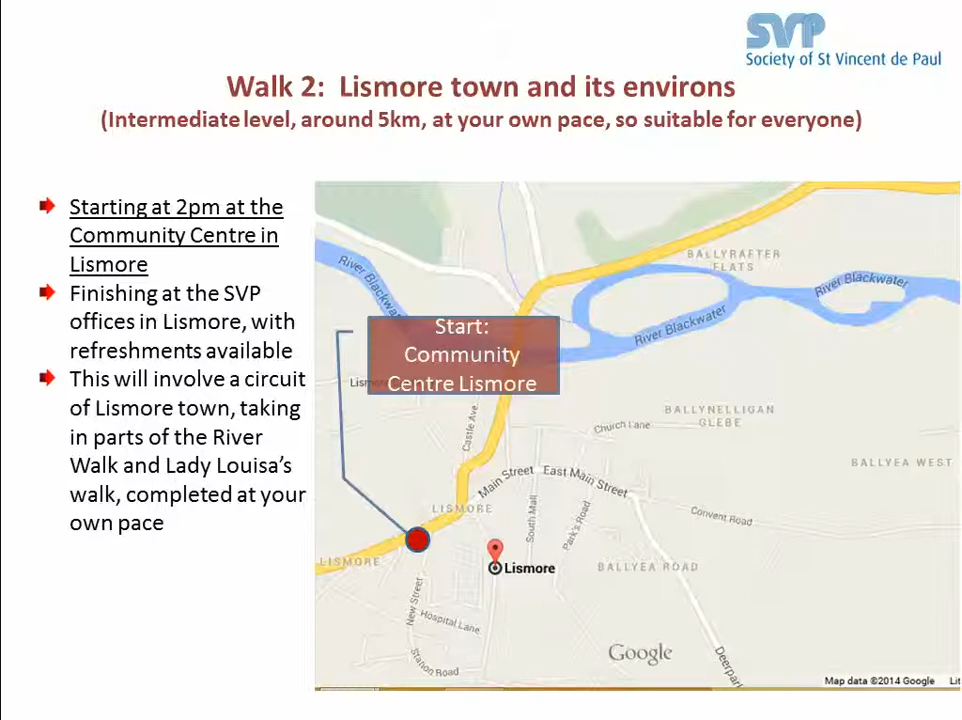 SVP
Society of St Vincent de Paul
Walk 2: Lismore town and its environs
(Intermediate level, around 5km, at your own pace, so suitable for everyone)
Starting at 2pm at the
Community Centre in
Lismore
Finishing at the SVP
offices in Lismore, with
refreshments available
This will involve a circuit
of Lismore town, taking
in parts of the River
Walk and Lady Louisa's
walk, completed at your
own pace
BALLYRAFTER
FLATS
River Blackwater
River Blackwater
River Blackwat
Start:
Community
Centre Lismore
Lismo
Castle Ave
Church Lane
BALLYNELLIGAN
GLEBE
BALLYEA WEST
Main Street
East Main Street
LISMORE
South Mall
Park's Road
Convent Road
LISMORE
Lismore
BALLYEA ROAD
New Street
Hospital Lane
Station Road
Google
Deerpark
Map data ©2014 Google